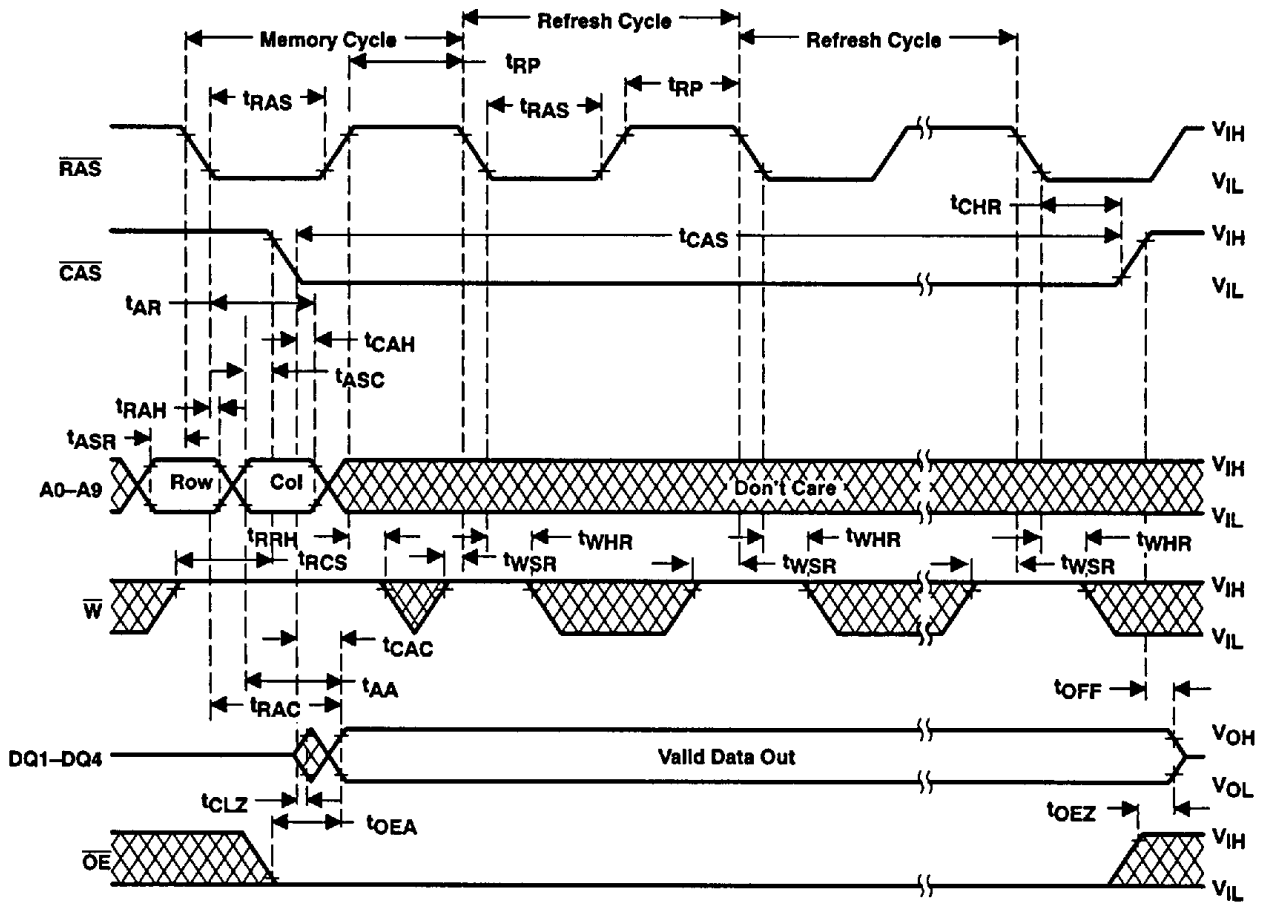 Memory Cycle
Refresh Cycle
Refresh Cycle
tRP
tRAS
tRP
tRAS
RAS
VIH
VIL
tCHR
tCAS
CAS
VIH
VIL
tAR
tCAH
tASC
tRAH
tASR
A0–A9
Row
Col
Don't Care
VIH
VIL
tRRH
tWHR
tWHR
tWHR
tRCS
tWSR
tWSR
tWSR
W
VIH
VIL
tCAC
tAA
tOFF
tRAC
DQ1–DQ4
Valid Data Out
VOH
VOL
tCLZ
tOEZ
tOEA
OE
VIH
VIL